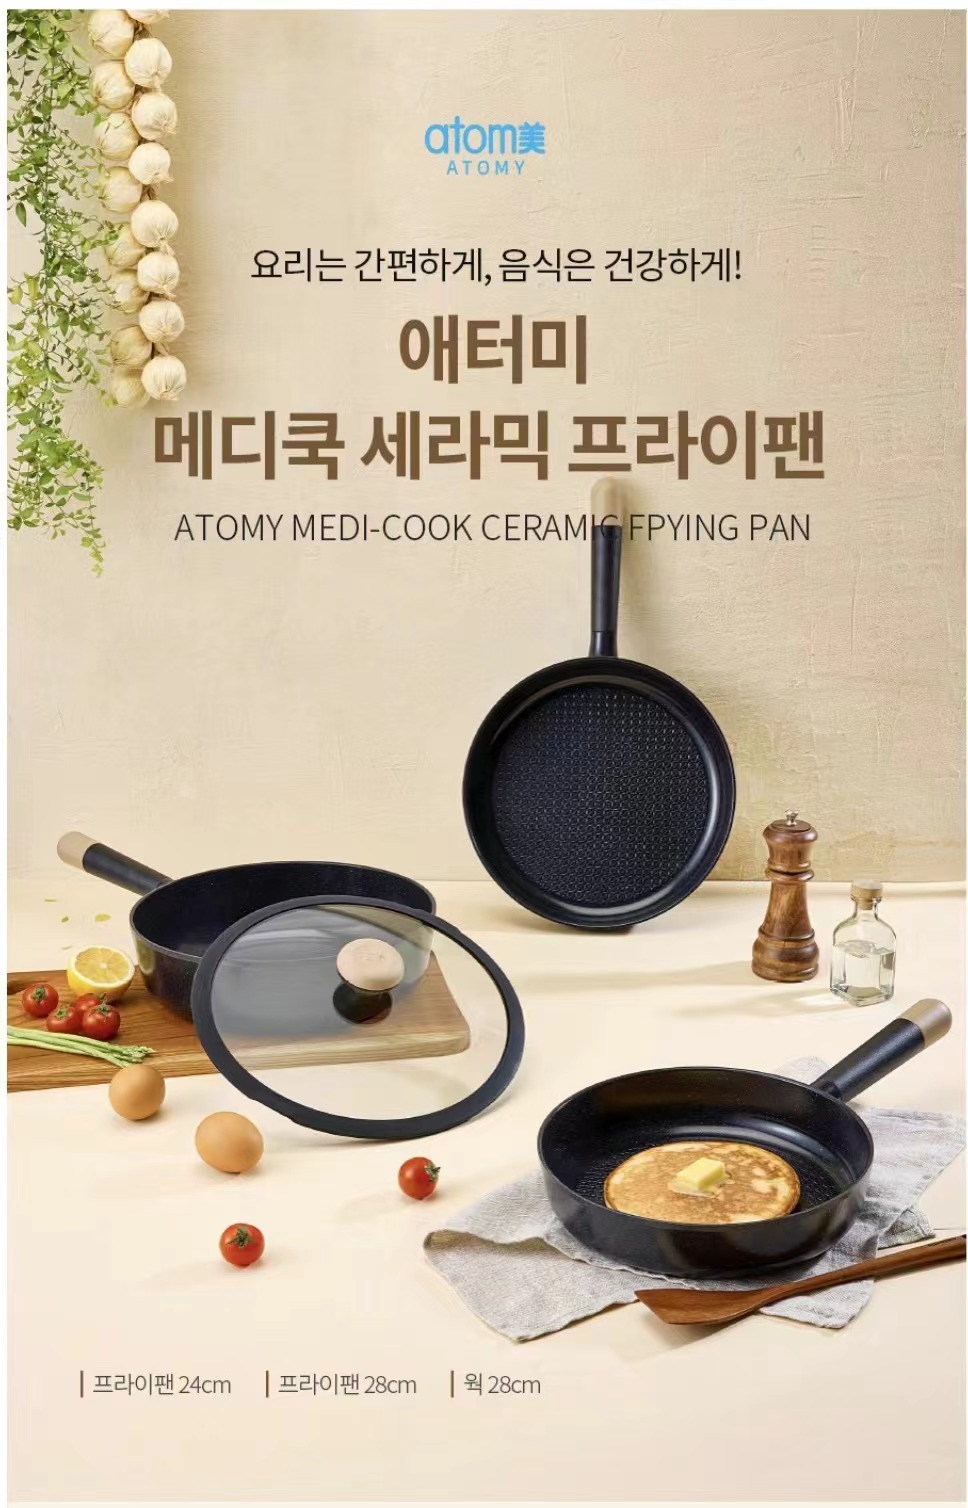 atom美
ATOMY
요리는 간편하게, 음식은 건강하게!
애터미
메디쿡 세라믹 프라이팬
ATOMY MEDI-COOK CERAMIC FPYING PAN
프라이팬 24cm
프라이팬 28cm
웍 28cm